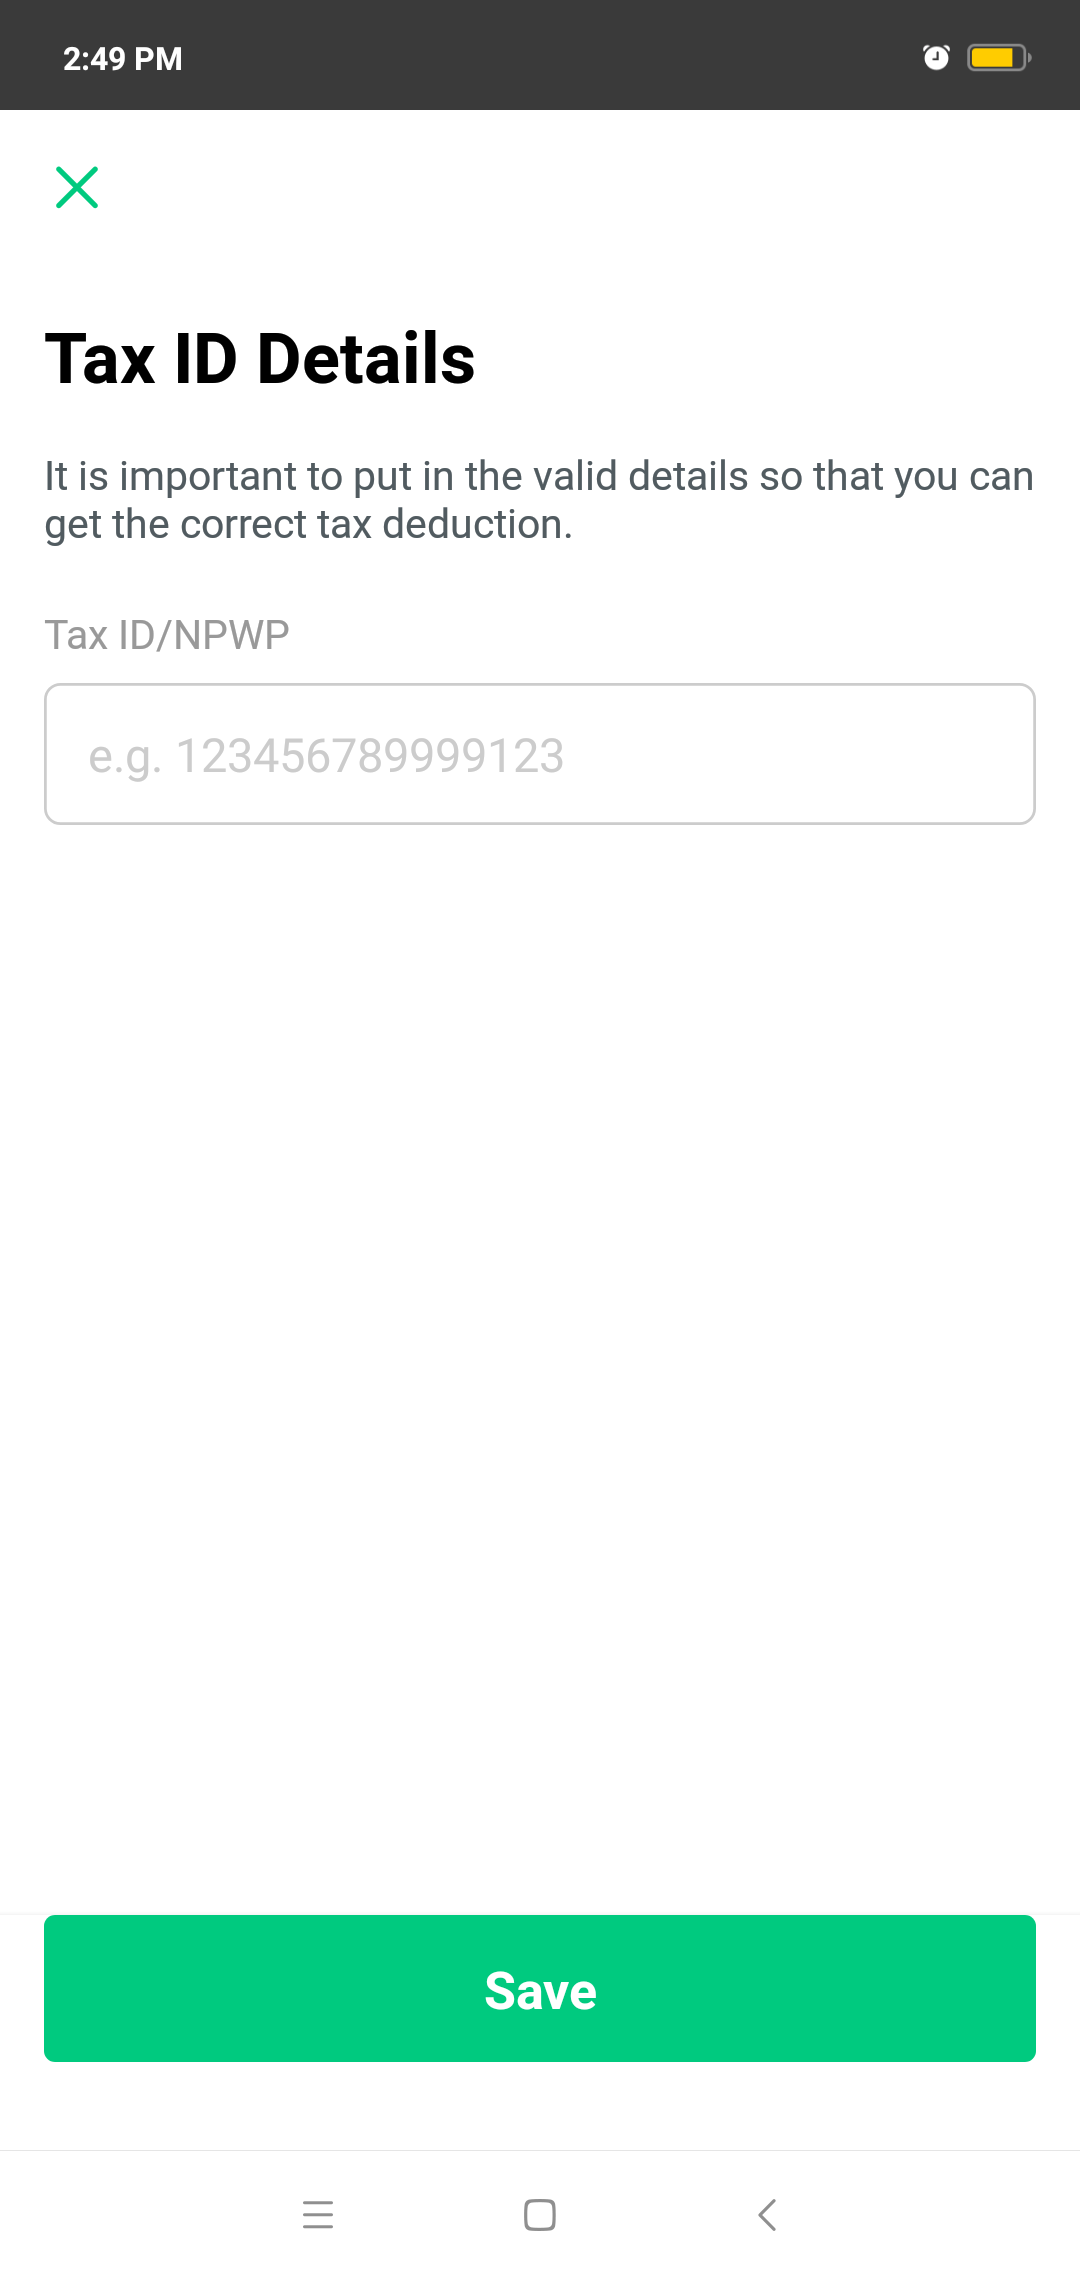 2:49 PM
Tax ID Details
It is important to put in the valid details so that you can
get the correct tax deduction.
Tax ID/NPWP
e.g. 123456789999123
Save